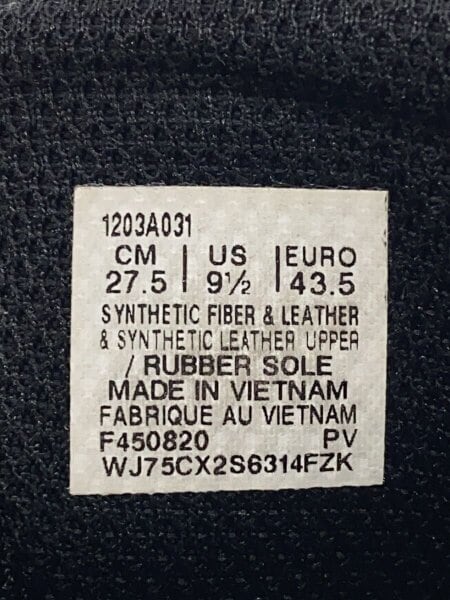 1203A031
CM | US | EURO
27.5 | 9½ | 43.5
SYNTHETIC FIBER & LEATHER
& SYNTHETIC LEATHER UPPER
/ RUBBER SOLE
MADE IN VIETNAM
FABRIQUE AU VIETNAM
F450820 PV
WJ75CX2S6314FZK